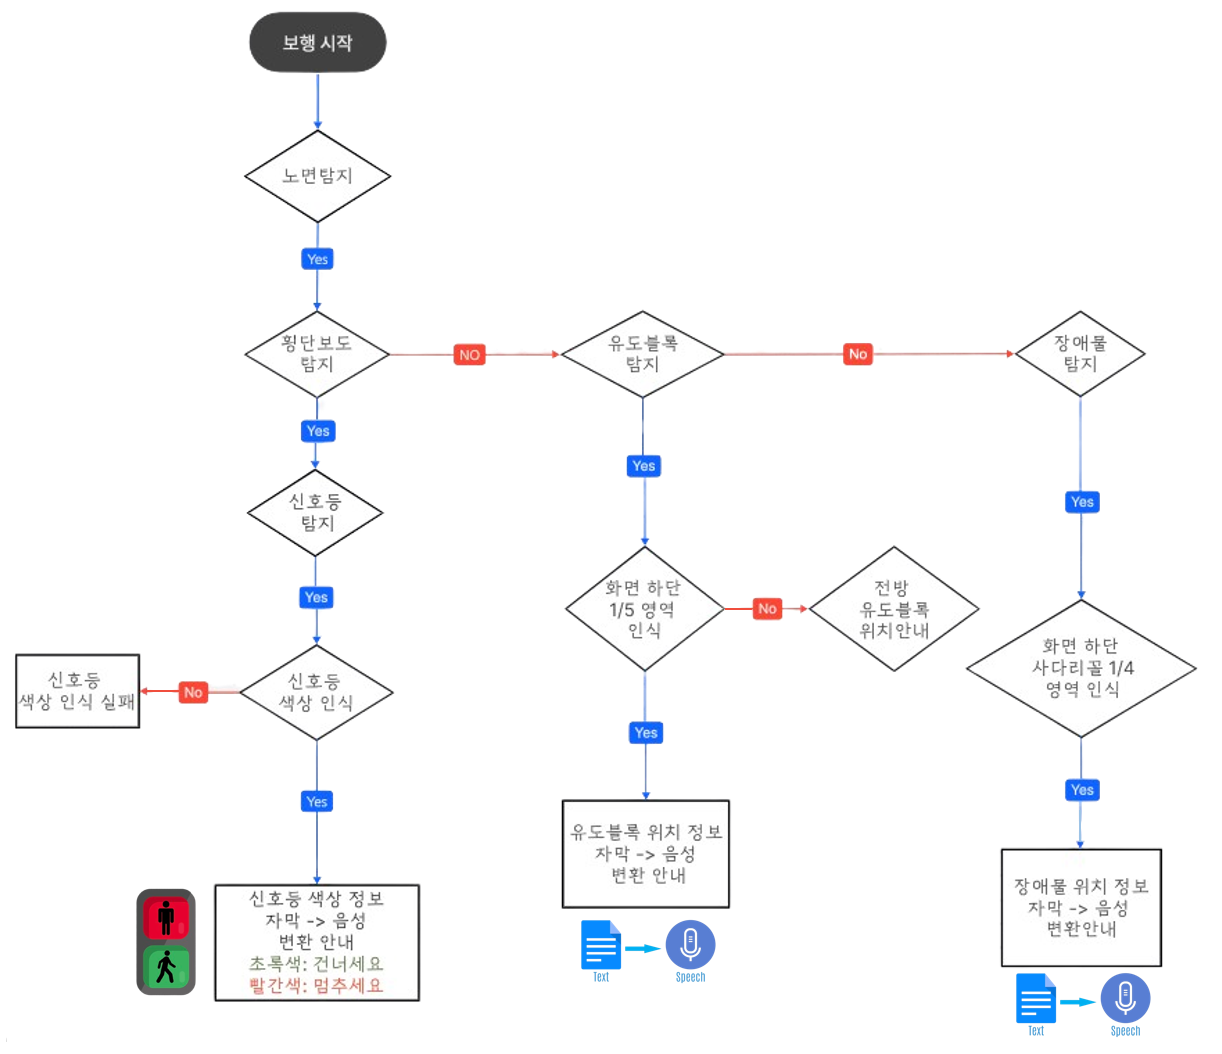 보행 시작
노면탐지
Yes
횡단보도
탐지
NO
유도블록
탐지
No
장애물
탐지
Yes
신호등
탐지
Yes
신호등
색상 인식
No
신호등
색상 인식 실패
Yes
신호등 색상 정보
자막 -> 음성
변환 안내
초록색: 건너세요
빨간색: 멈추세요
Yes
화면 하단
1/5 영역
인식
No
전방
유도블록
위치안내
Yes
유도블록 위치 정보
자막 -> 음성
변환 안내
Text
Speech
Yes
화면 하단
사다리꼴 1/4
영역 인식
Yes
장애물 위치 정보
자막 -> 음성
변환안내
Text
Speech